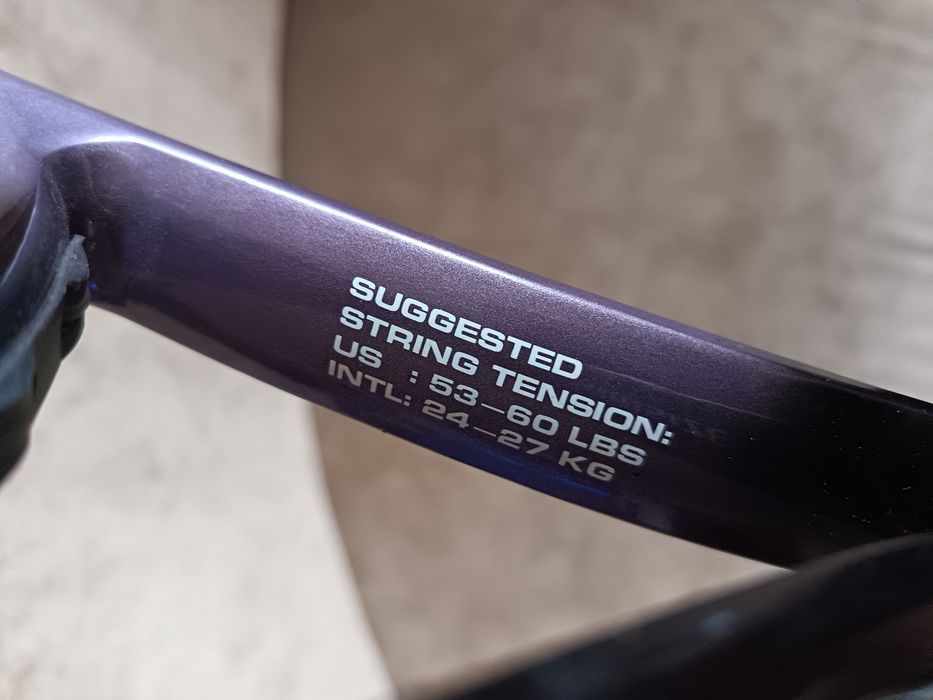 SUGGESTED
STRING TENSION:
US : 53–60 LBS
INTL: 24–27 KG